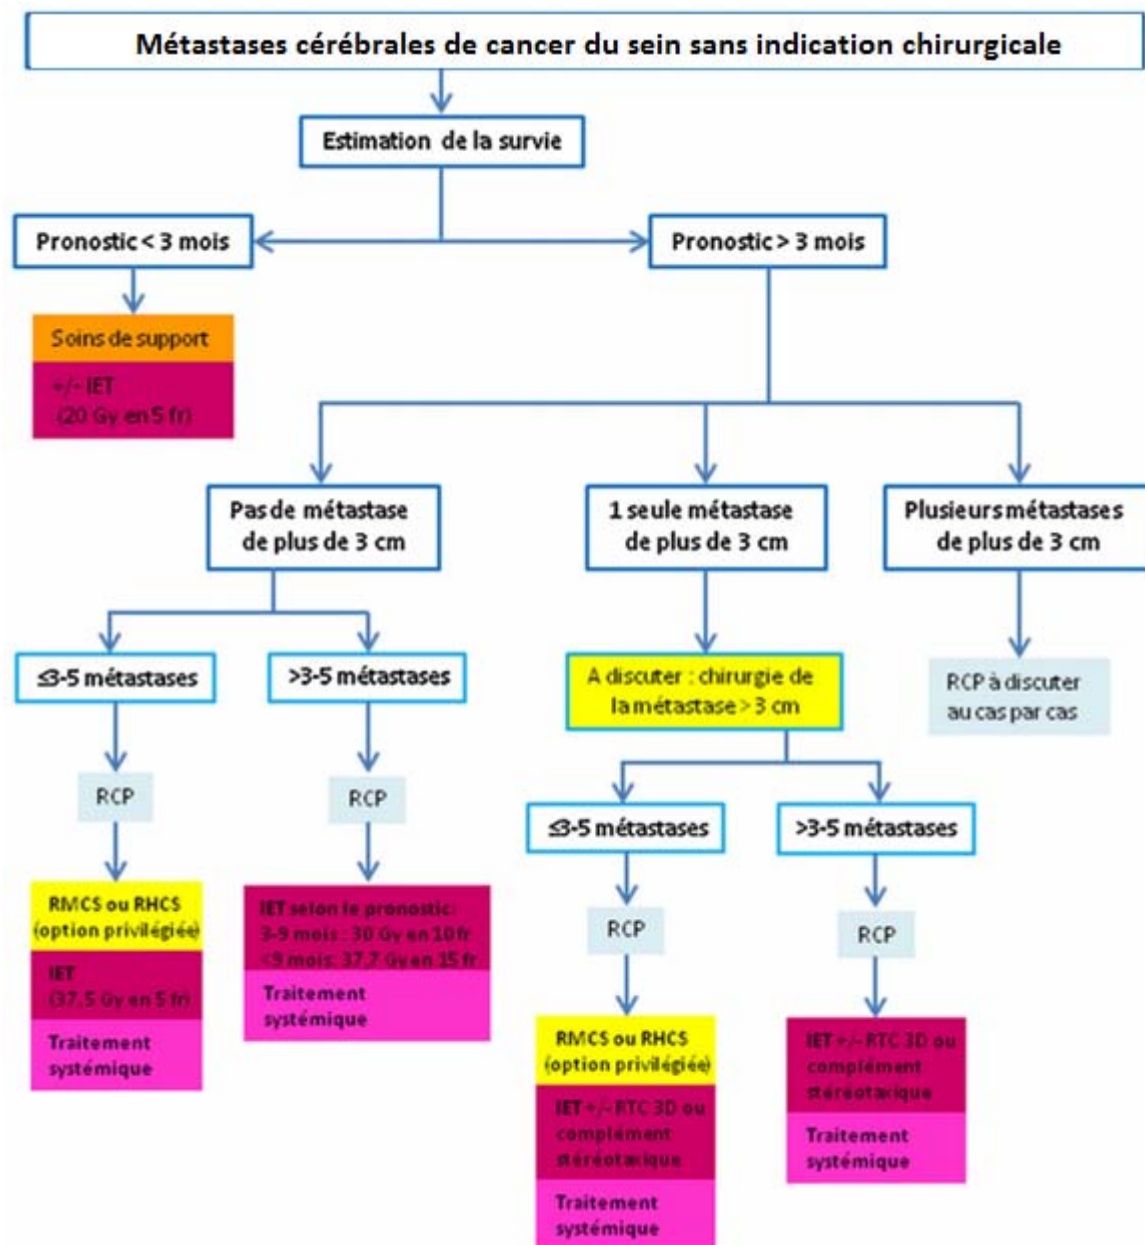 Métastases cérébrales de cancer du sein sans indication chirurgicale
Estimation de la survie
Pronostic < 3 mois
Pronostic > 3 mois
Soins de support
+/- IET
(20 Gy en 5 fr)
Pas de métastase
de plus de 3 cm
1 seule métastase
de plus de 3 cm
Plusieurs métastases
de plus de 3 cm
≤3-5 métastases
>3-5 métastases
A discuter : chirurgie de
la métastase > 3 cm
RCP à discuter
au cas par cas
RCP
RCP
≤3-5 métastases
>3-5 métastases
RMCS ou RHCS
(option privilégiée)
IET
(37,5 Gy en 5 fr)
Traitement
systémique
IET selon le pronostic:
3-9 mois : 30 Gy en 10 fr
<9 mois: 37,7 Gy en 15 fr
Traitement
systémique
RCP
RCP
RMCS ou RHCS
(option privilégiée)
IET +/- RTC 3D ou
complément
stéréotaxique
Traitement
systémique
IET +/- RTC 3D ou
complément
stéréotaxique
Traitement
systémique